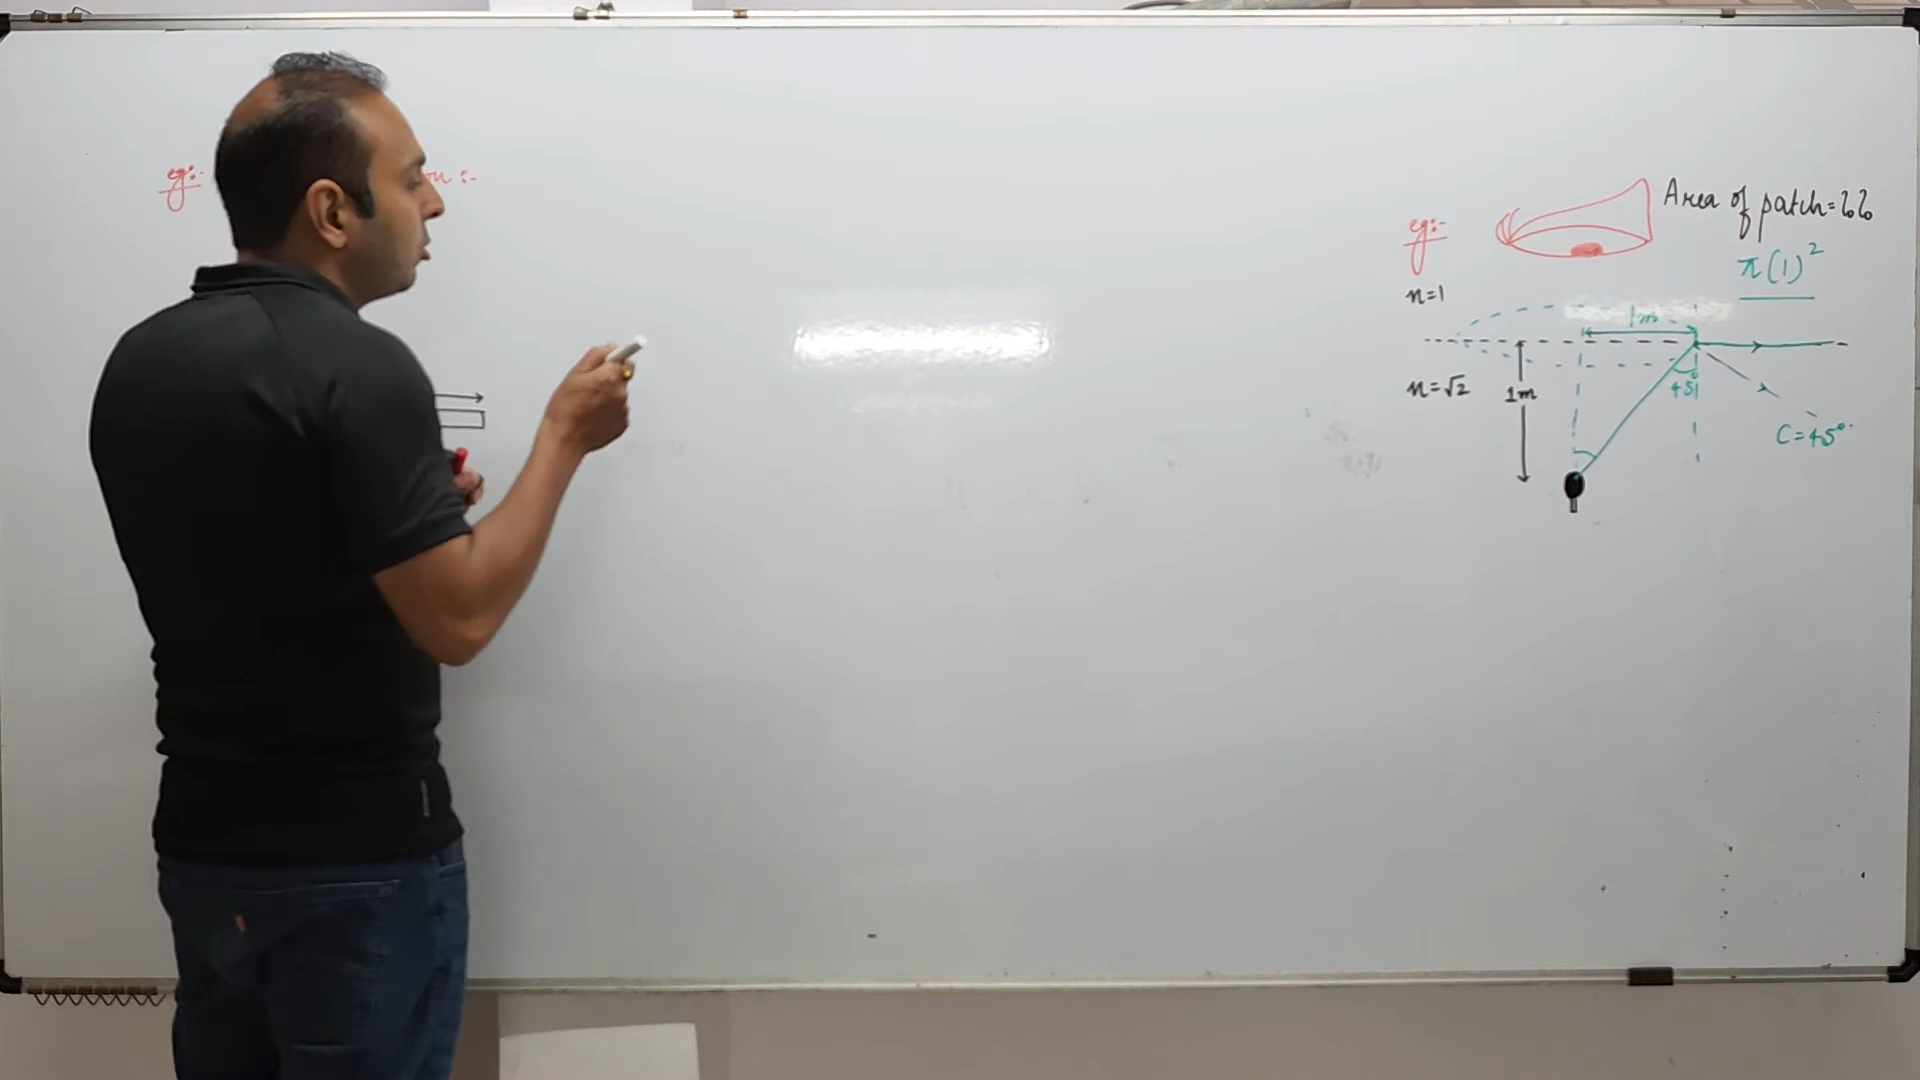 eg:-
eg:-
Area of patch=??
π(1)²
n=1
1m
n=√2
1m
45°
C=45°